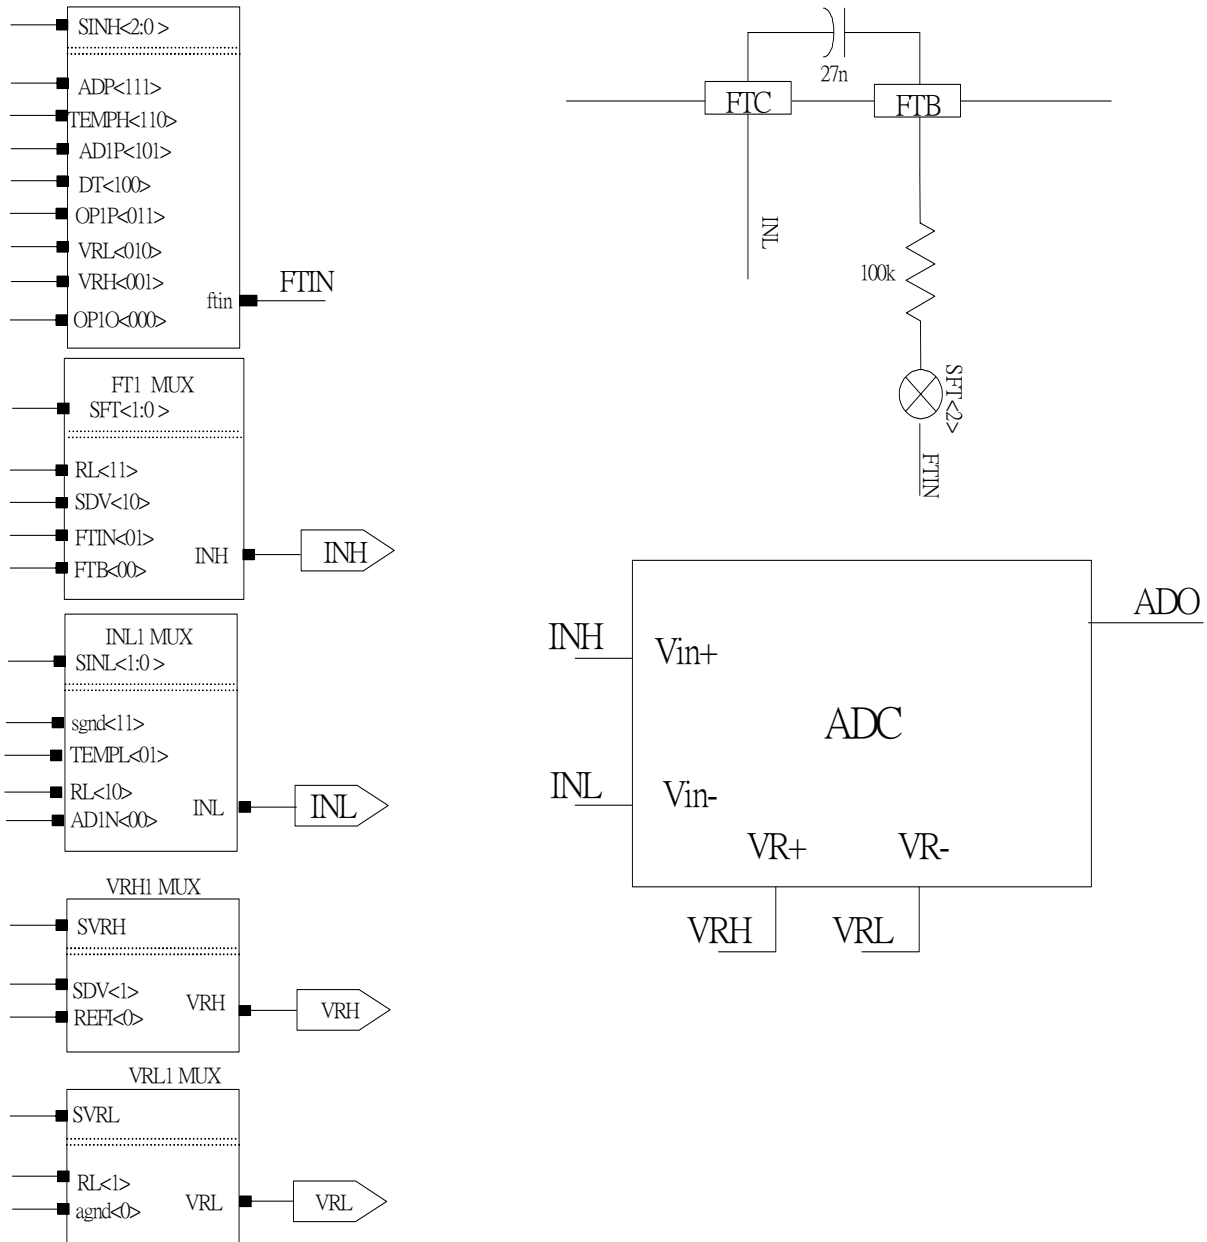 SINH<2:0 >
ADP<111>
TEMPH<110>
AD1P<101>
DT<100>
OP1P<011>
VRL<010>
VRH<001>
ftin
FTIN
OP1O<000>
FT1 MUX
SFT<1:0 >
RL<11>
SDV<10>
FTIN<01>
INH
INH
FTB<00>
INL1 MUX
SINL<1:0 >
sgnd<11>
TEMPL<01>
RL<10>
INL
INL
AD1N<00>
VRH1 MUX
SVRH
SDV<1>
VRH
VRH
REFI<0>
VRL1 MUX
SVRL
RL<1>
VRL
VRL
agnd<0>
27n
FTC
FTB
INL
100k
SFT<2>
FTIN
ADO
INH
Vin+
ADC
INL
Vin-
VR+
VR-
VRH
VRL